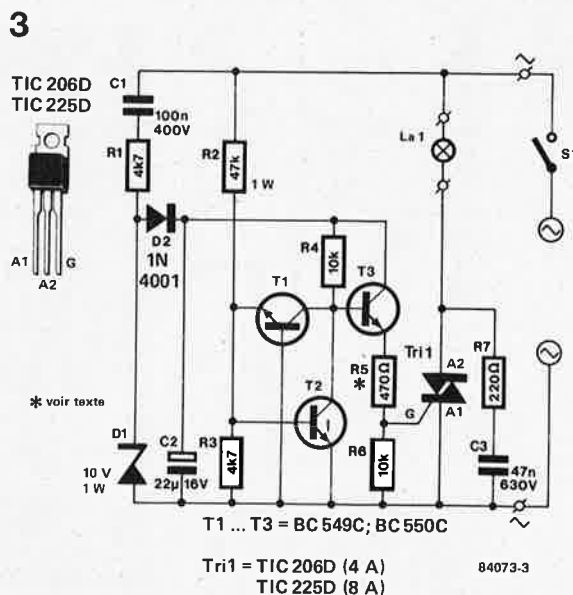 3
TIC 206D
TIC 225D
A1
A2
G
C1
100n
400V
R1
4k7
R2
47k
1 W
La 1
S1
D2
1N
4001
R4
10k
T1
T3
T2
R5
*
470Ω
Tri 1
A2
A1
G
R7
220Ω
* voir texte
D1
10 V
1 W
C2
22µ 16V
R3
4k7
R6
10k
C3
47n
630V
T1 ... T3 = BC 549C; BC 550C
Tri1 = TIC 206D (4 A)
TIC 225D (8 A)
84073-3